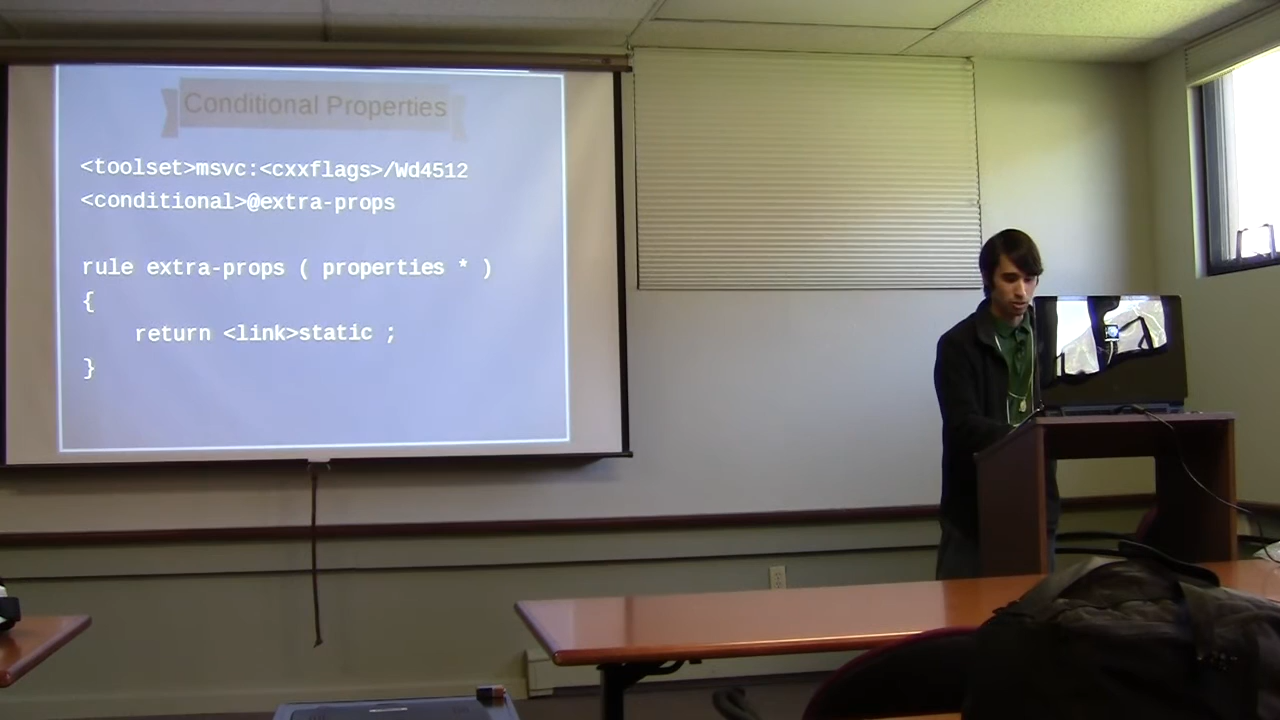 Conditional Properties
<toolset>msvc:<cxxflags>/Wd4512
<conditional>@extra-props
rule extra-props ( properties * )
{
return <link>static ;
}